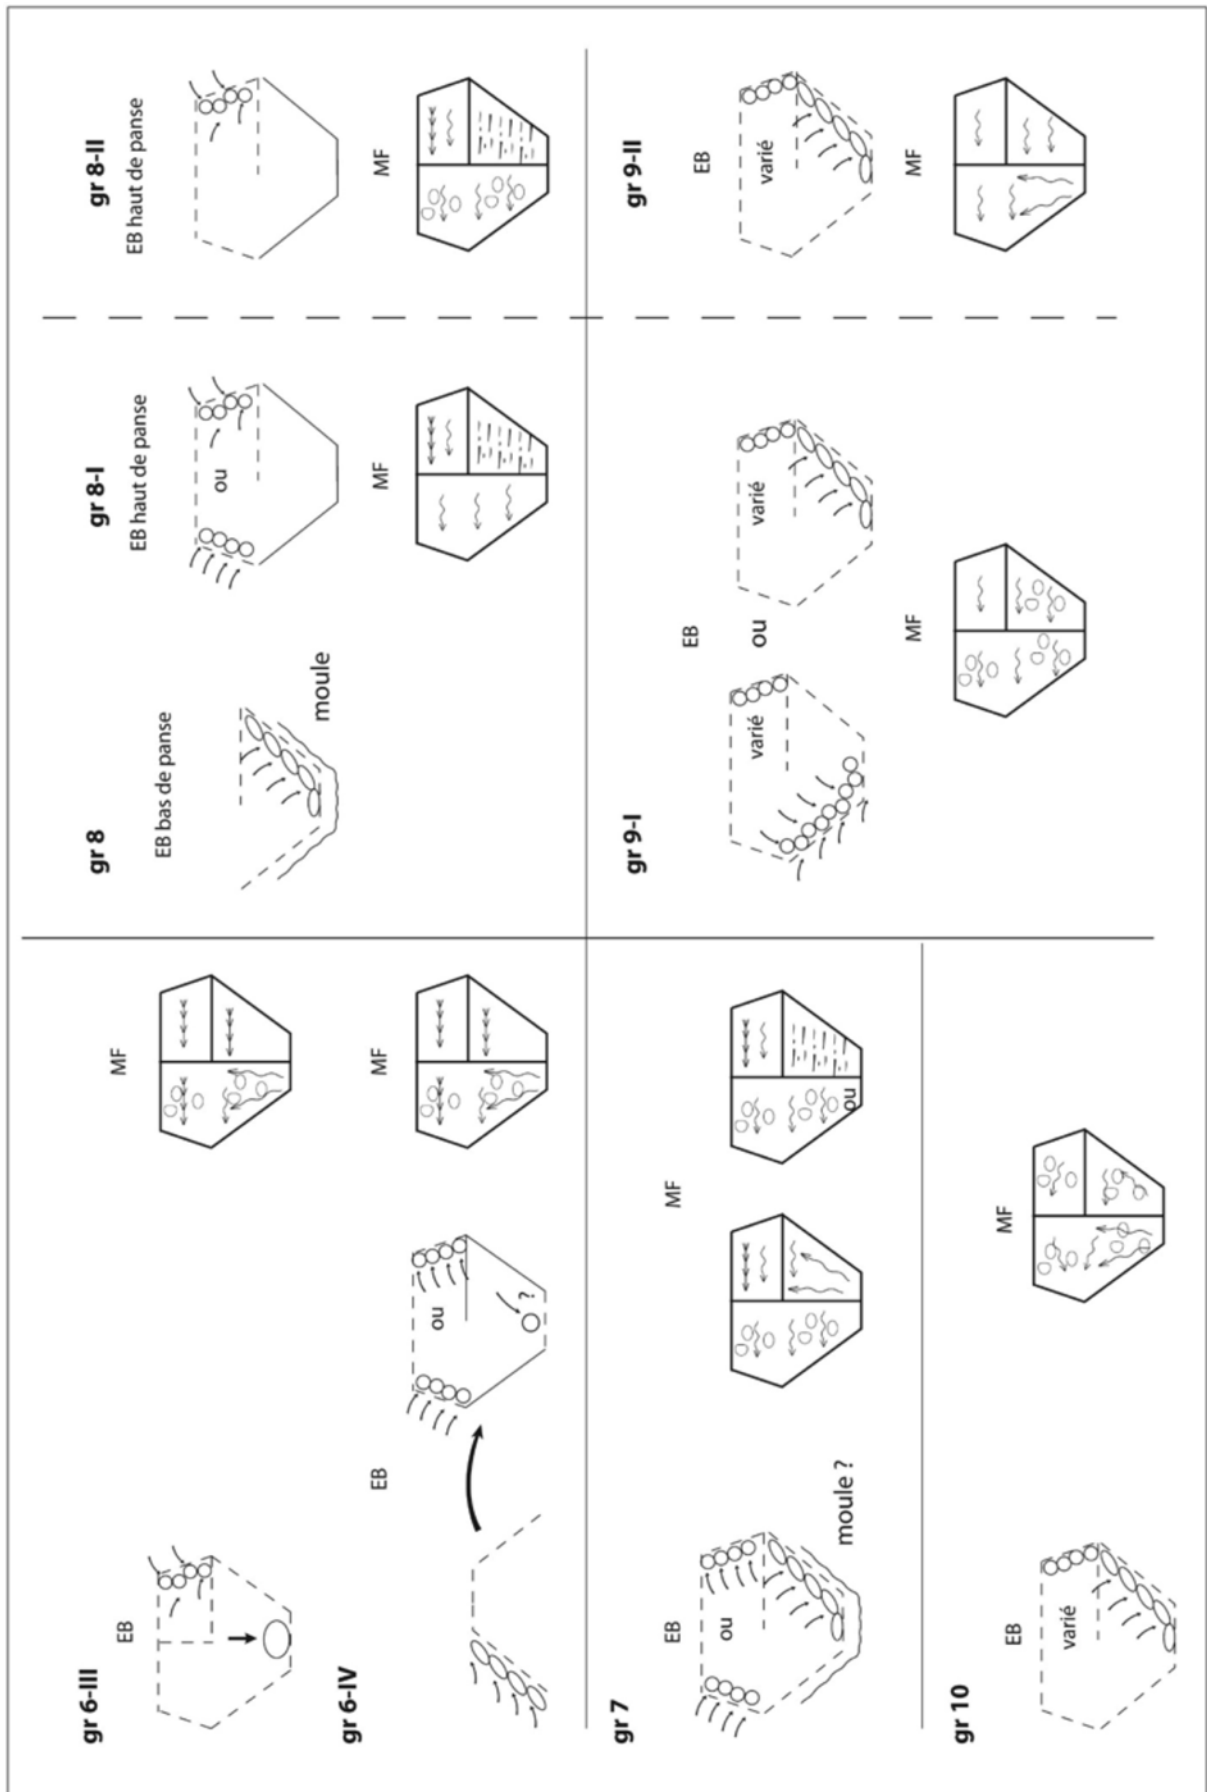 gr 6-III
EB
MF
gr 6-IV
EB
ou
?
MF
gr 8
EB bas de panse
moule
gr 8-I
EB haut de panse
ou
MF
gr 8-II
EB haut de panse
MF
gr 7
EB
ou
moule ?
MF
ou
gr 10
EB
varié
MF
gr 9-I
EB
varié
ou
varié
MF
gr 9-II
EB
varié
MF